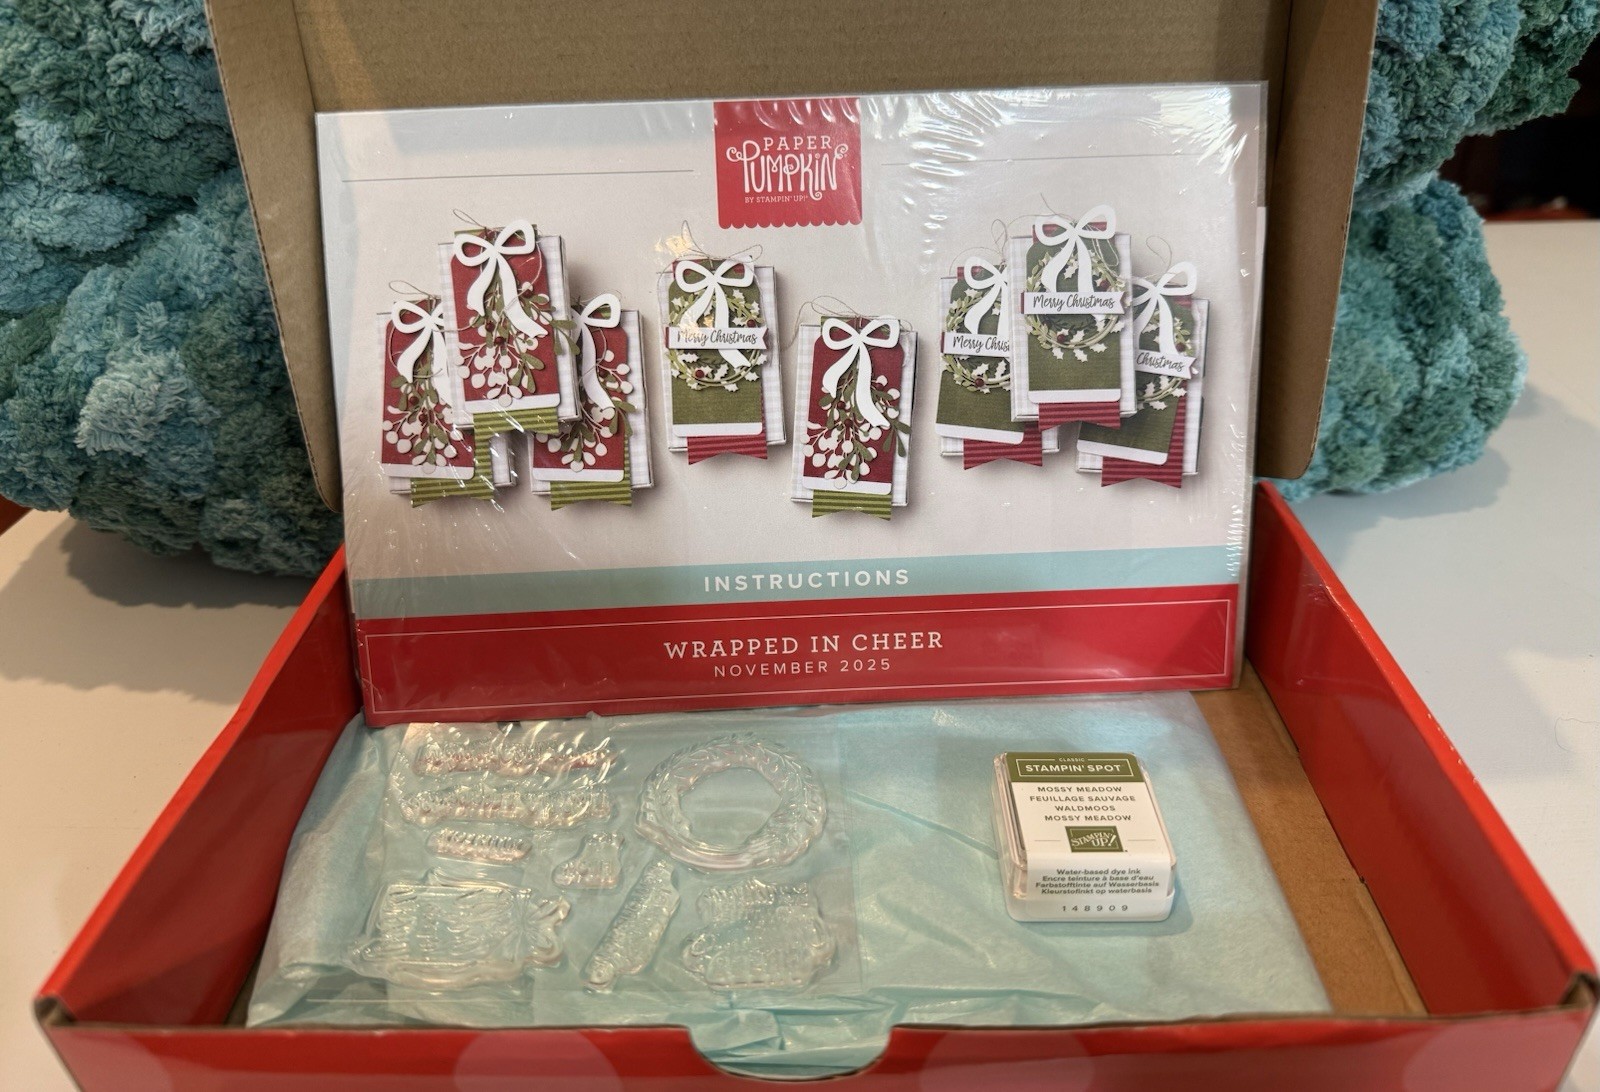 PAPER
PUMPKIN
BY STAMPIN' UP!®
Merry Christmas
Merry Christmas
Merry Chris
Christmas
INSTRUCTIONS
WRAPPED IN CHEER
NOVEMBER 2025
CLASSIC
STAMPIN' SPOT
MOSSY MEADOW
FEUILLAGE SAUVAGE
WALDMOOS
MOSSY MEADOW
STAMPIN' UP!
Water-based dye ink
Encre teinture à base d'eau
Farbstofftinte auf Wasserbasis
Kleurstofinkt op waterbasis
148909